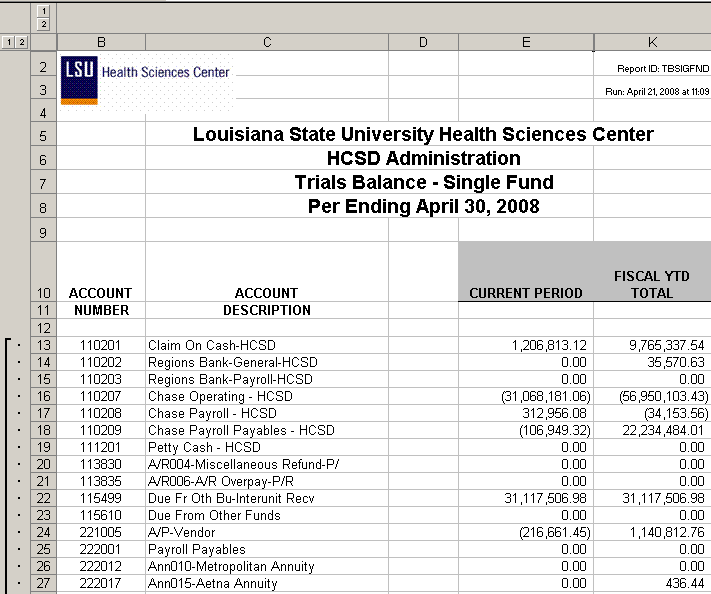 1
2
1 2 B C D E K
2 LSU Health Sciences Center Report ID: TBSIGFND
3 Run: April 21, 2008 at 11:09
4
5 Louisiana State University Health Sciences Center
6 HCSD Administration
7 Trials Balance - Single Fund
8 Per Ending April 30, 2008
9
FISCAL YTD
10 ACCOUNT ACCOUNT CURRENT PERIOD TOTAL
11 NUMBER DESCRIPTION
12
13 110201 Claim On Cash-HCSD 1,206,813.12 9,765,337.54
14 110202 Regions Bank-General-HCSD 0.00 35,570.63
15 110203 Regions Bank-Payroll-HCSD 0.00 0.00
16 110207 Chase Operating - HCSD (31,068,181.06) (56,950,103.43)
17 110208 Chase Payroll - HCSD 312,956.08 (34,153.56)
18 110209 Chase Payroll Payables - HCSD (106,949.32) 22,234,484.01
19 111201 Petty Cash - HCSD 0.00 0.00
20 113830 A/R004-Miscellaneous Refund-P/ 0.00 0.00
21 113835 A/R006-A/R Overpay-P/R 0.00 0.00
22 115499 Due Fr Oth Bu-Interunit Recv 31,117,506.98 31,117,506.98
23 115610 Due From Other Funds 0.00 0.00
24 221005 A/P-Vendor (216,661.45) 1,140,812.76
25 222001 Payroll Payables 0.00 0.00
26 222012 Ann010-Metropolitan Annuity 0.00 0.00
27 222017 Ann015-Aetna Annuity 0.00 436.44